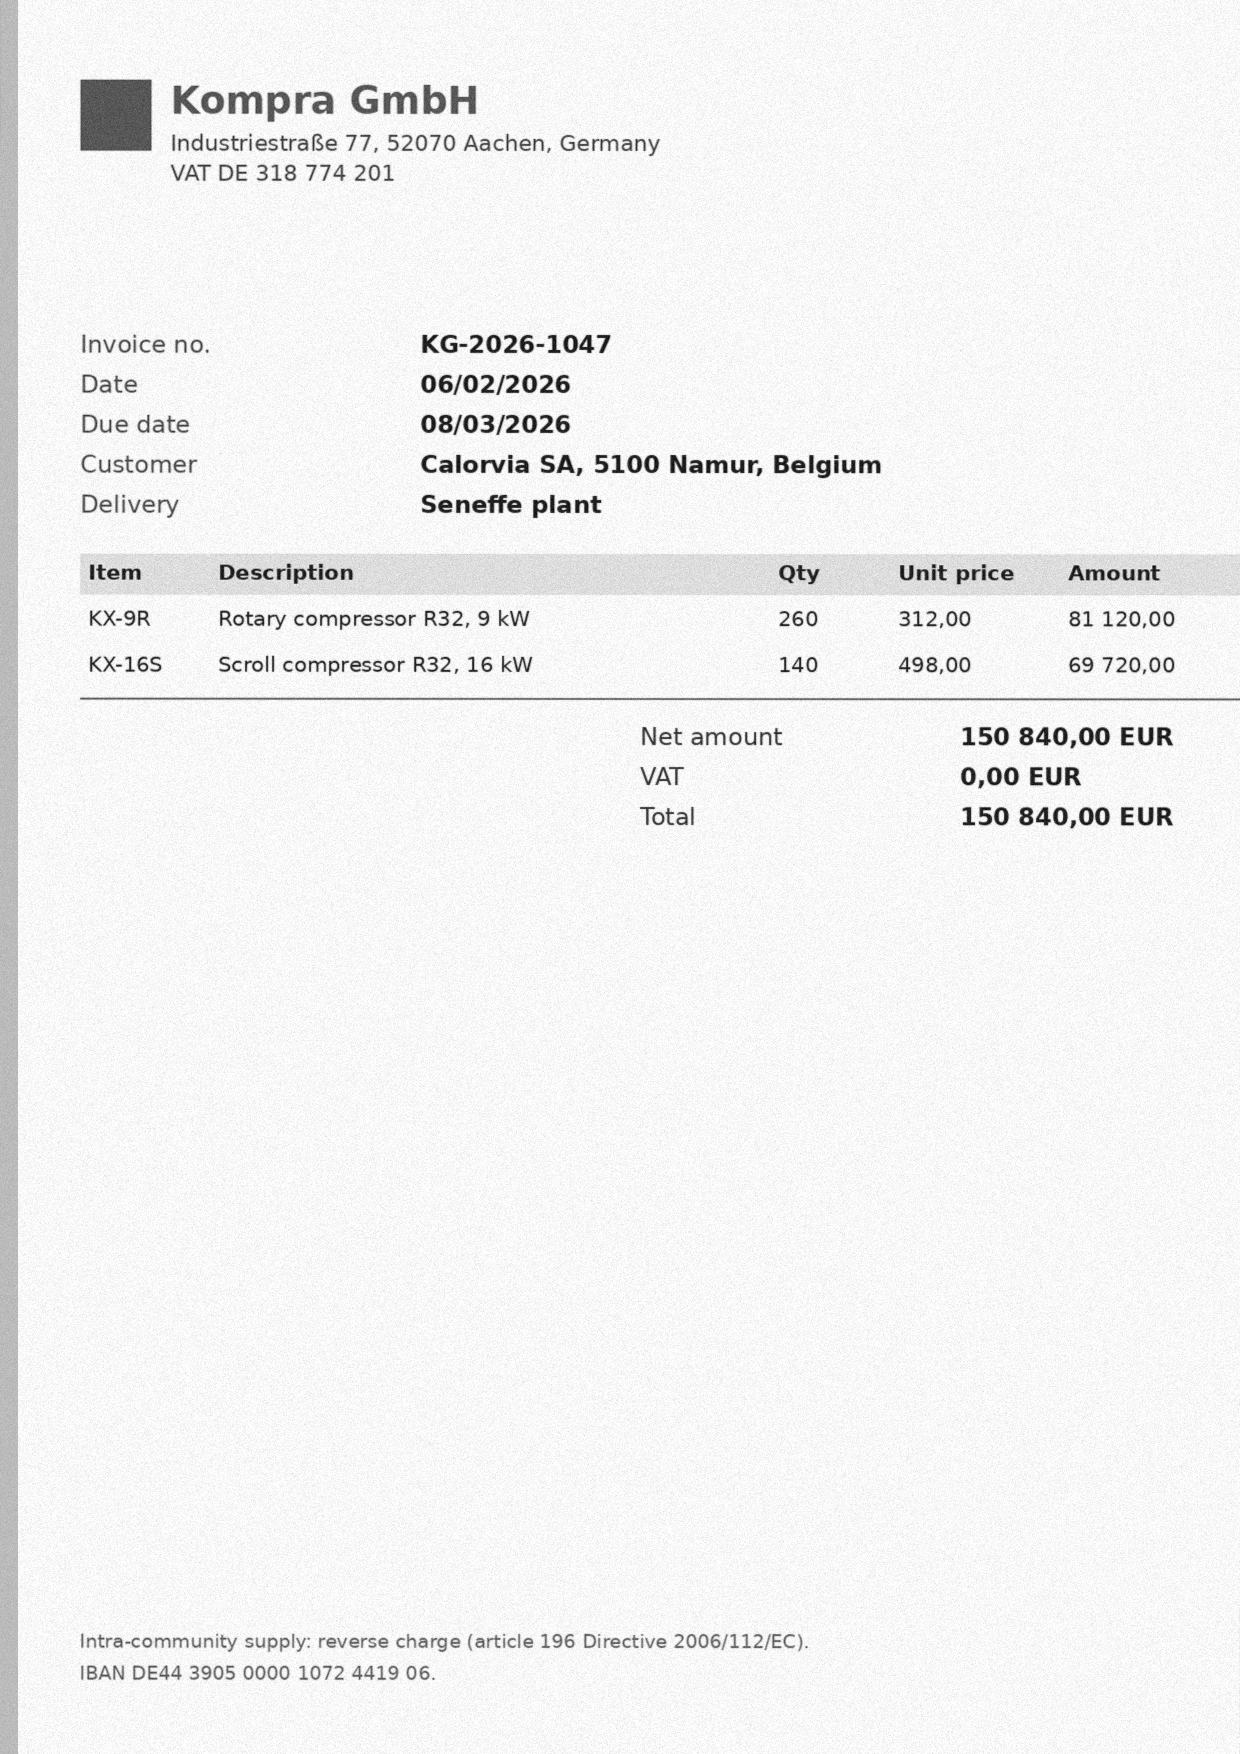 Kompra GmbH
Industriestraße 77, 52070 Aachen, Germany
VAT DE 318 774 201
Invoice no. KG-2026-1047
Date 06/02/2026
Due date 08/03/2026
Customer Calorvia SA, 5100 Namur, Belgium
Delivery Seneffe plant
Item Description Qty Unit price Amount
KX-9R Rotary compressor R32, 9 kW 260 312,00 81 120,00
KX-16S Scroll compressor R32, 16 kW 140 498,00 69 720,00
Net amount 150 840,00 EUR
VAT 0,00 EUR
Total 150 840,00 EUR
Intra-community supply: reverse charge (article 196 Directive 2006/112/EC).
IBAN DE44 3905 0000 1072 4419 06.